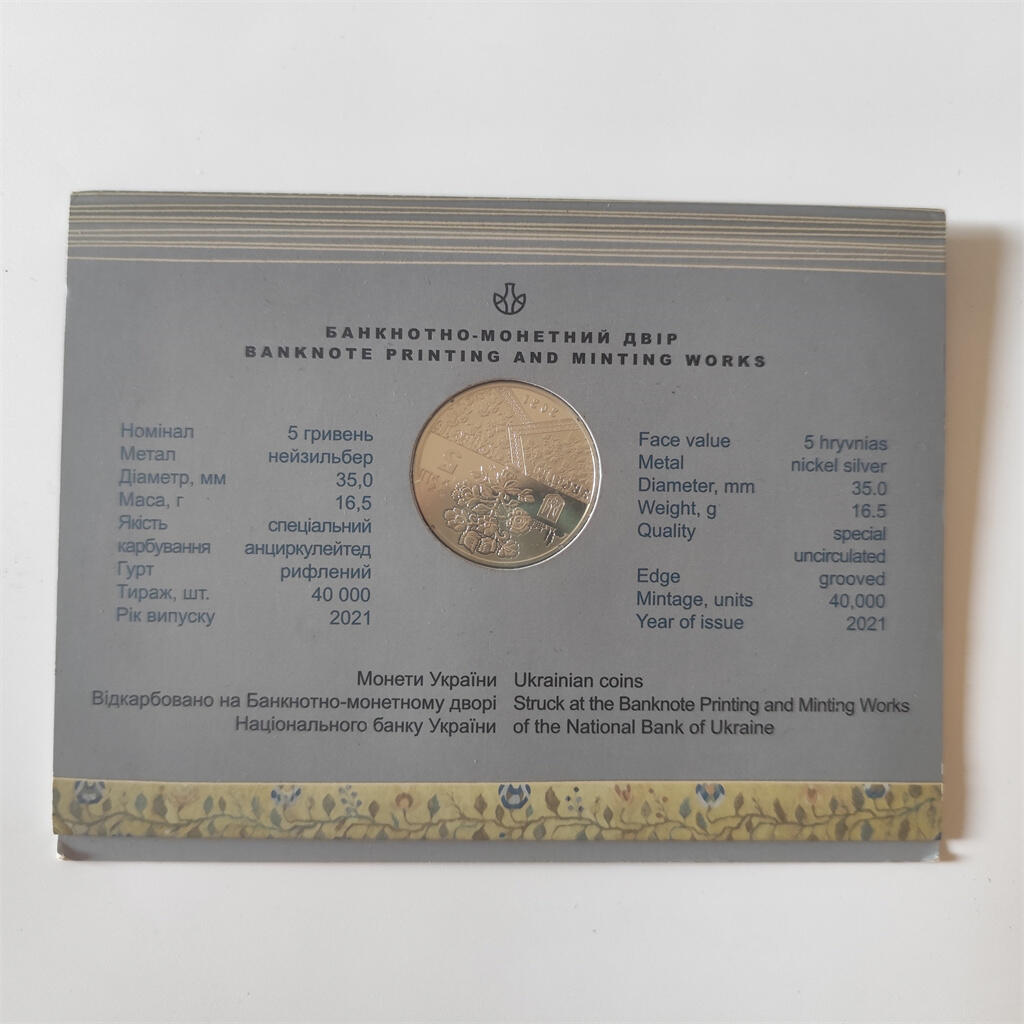 БАНКНОТНО-МОНЕТНИЙ ДВІР
BANKNOTE PRINTING AND MINTING WORKS
2021
Номінал 5 гривень
Метал нейзильбер
Діаметр, мм 35,0
Маса, г 16,5
Якість спеціальний
карбування анциркулейтед
Гурт рифлений
Тираж, шт. 40 000
Рік випуску 2021
Face value 5 hryvnias
Metal nickel silver
Diameter, mm 35.0
Weight, g 16.5
Quality special
uncirculated
Edge grooved
Mintage, units 40,000
Year of issue 2021
Монети України Ukrainian coins
Відкарбовано на Банкнотно-монетному дворі Struck at the Banknote Printing and Minting Works
Національного банку України of the National Bank of Ukraine